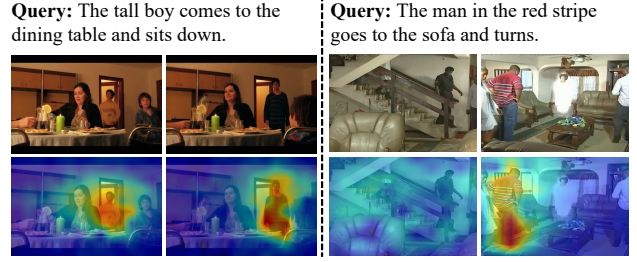 Query: The tall boy comes to the
dining table and sits down.
Query: The man in the red stripe
goes to the sofa and turns.